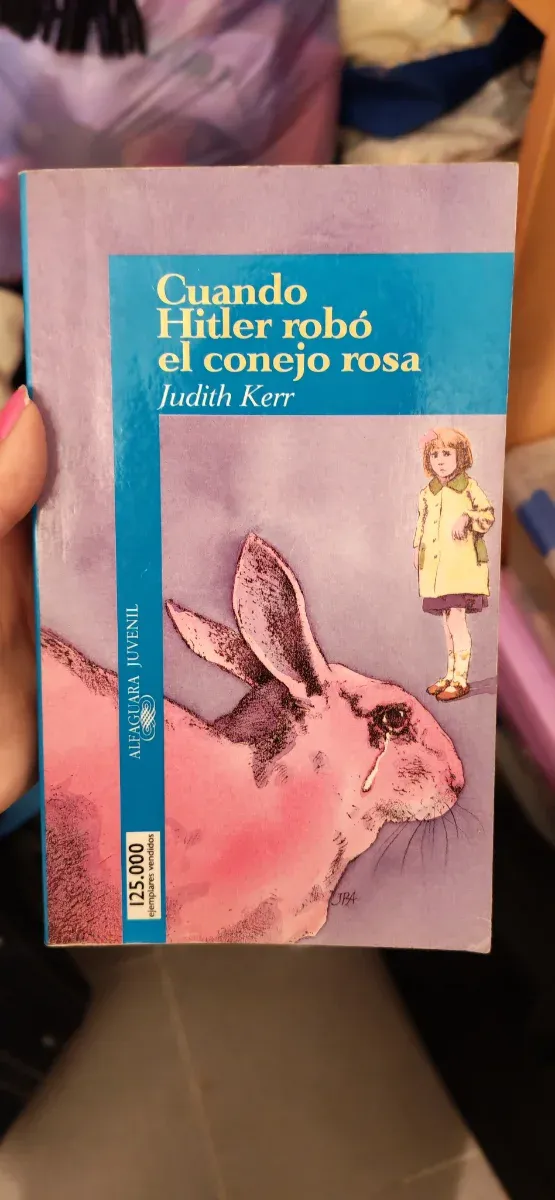 Cuando
Hitler robó
el conejo rosa
Judith Kerr
ALFAGUARA JUVENIL
125.000
ejemplares vendidos